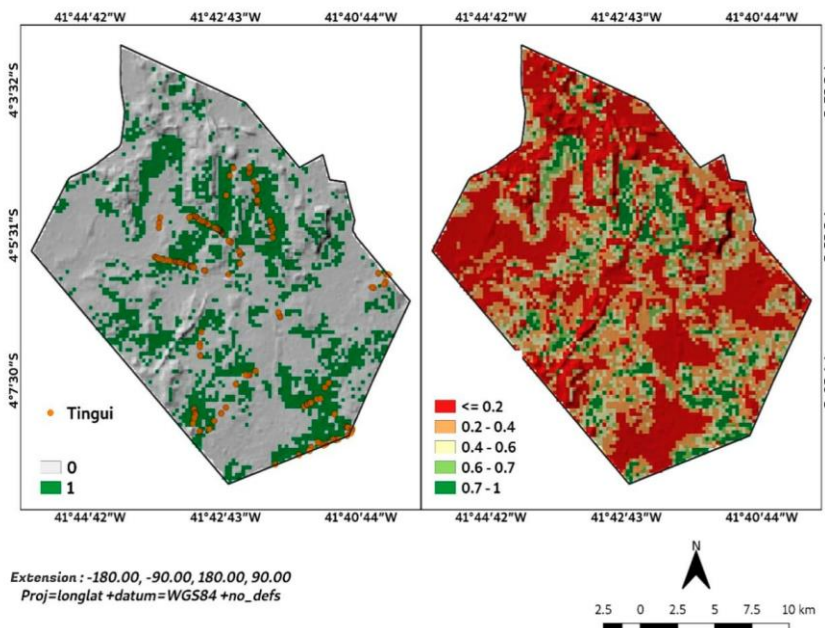 41°44'42"W 41°42'43"W 41°40'44"W 41°44'42"W 41°42'43"W 41°40'44"W
4°3'32"S
4°5'31"S
4°7'30"S
Tingui
0
1
<= 0.2
0.2 - 0.4
0.4 - 0.6
0.6 - 0.7
0.7 - 1
41°44'42"W 41°42'43"W 41°40'44"W 41°44'42"W 41°42'43"W 41°40'44"W
Extension : -180.00, -90.00, 180.00, 90.00
Proj=longlat +datum=WGS84 +no_defs
N
2.5 0 2.5 5 7.5 10 km